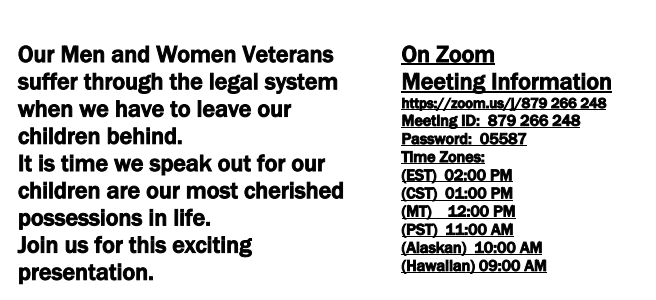 Our Men and Women Veterans
suffer through the legal system
when we have to leave our
children behind.
It is time we speak out for our
children are our most cherished
possessions in life.
Join us for this exciting
presentation.
On Zoom
Meeting Information
https://zoom.us/j/879 266 248
Meeting ID:  879 266 248
Password:  05587
Time Zones:
(EST)  02:00 PM
(CST)  01:00 PM
(MT)    12:00 PM
(PST)  11:00 AM
(Alaskan)  10:00 AM
(Hawaiian) 09:00 AM